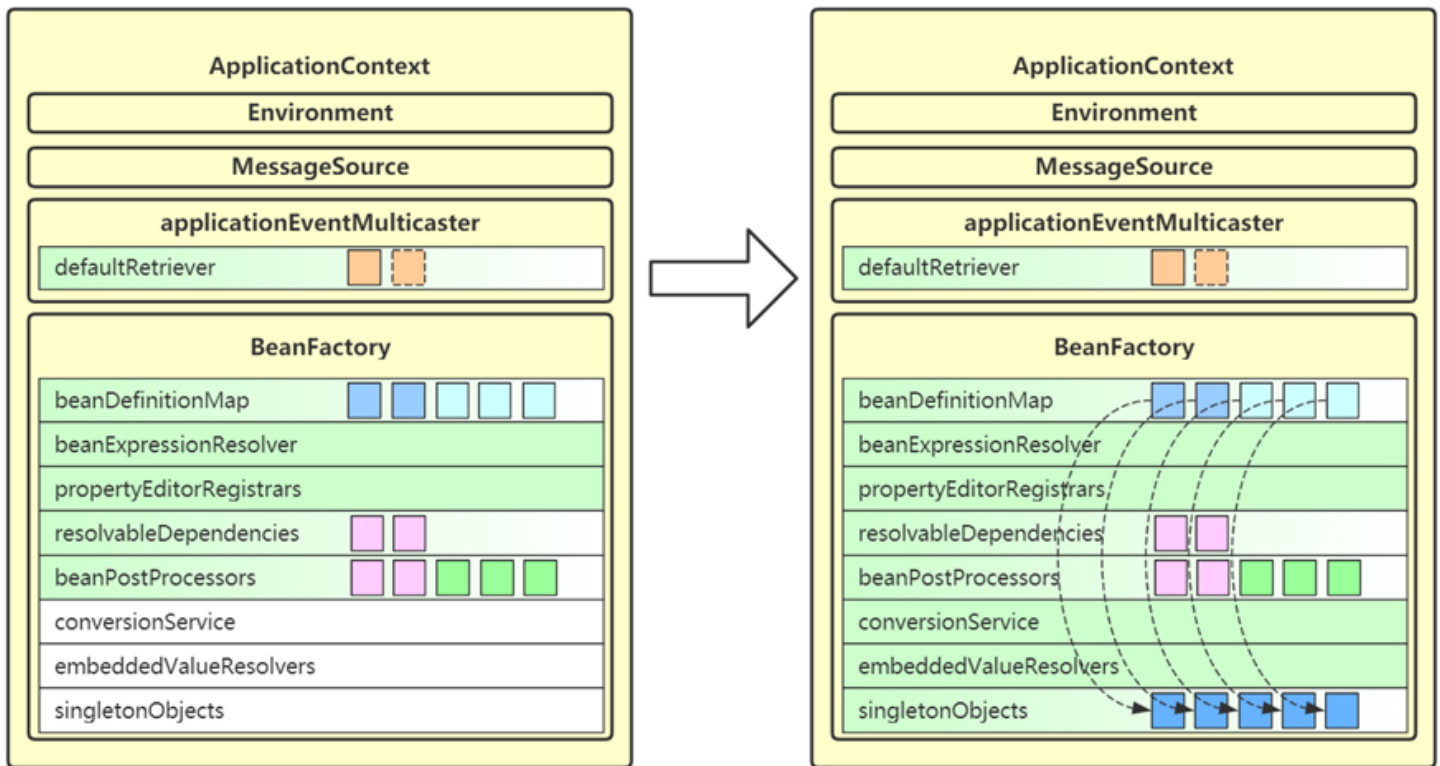 ApplicationContext
Environment
MessageSource
applicationEventMulticaster
defaultRetriever
BeanFactory
beanDefinitionMap
beanExpressionResolver
propertyEditorRegistrars
resolvableDependencies
beanPostProcessors
conversionService
embeddedValueResolvers
singletonObjects
ApplicationContext
Environment
MessageSource
applicationEventMulticaster
defaultRetriever
BeanFactory
beanDefinitionMap
beanExpressionResolver
propertyEditorRegistrars
resolvableDependencies
beanPostProcessors
conversionService
embeddedValueResolvers
singletonObjects